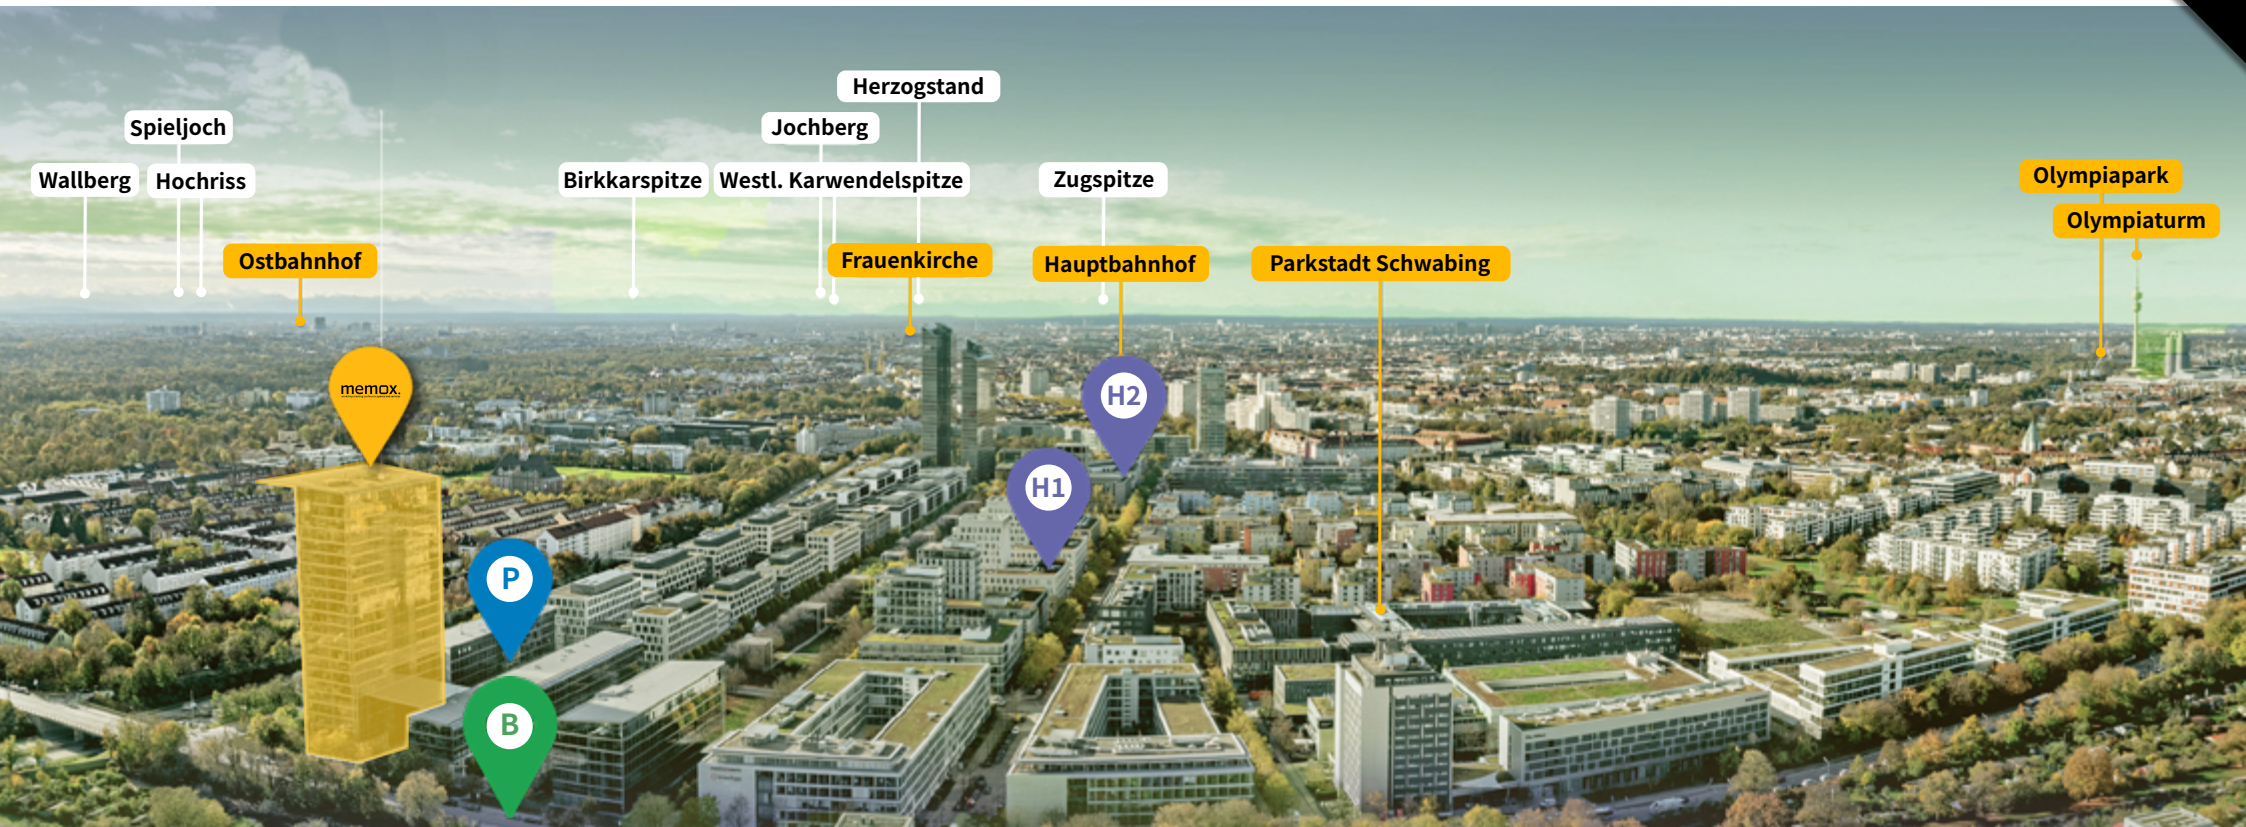 Herzogstand
Spieljoch
Jochberg
Wallberg
Hochriss
Birkkarspitze
Westl. Karwendelspitze
Zugspitze
Olympiapark
Olympiaturm
Ostbahnhof
Frauenkirche
Hauptbahnhof
Parkstadt Schwabing
memox.
H2
H1
P
B